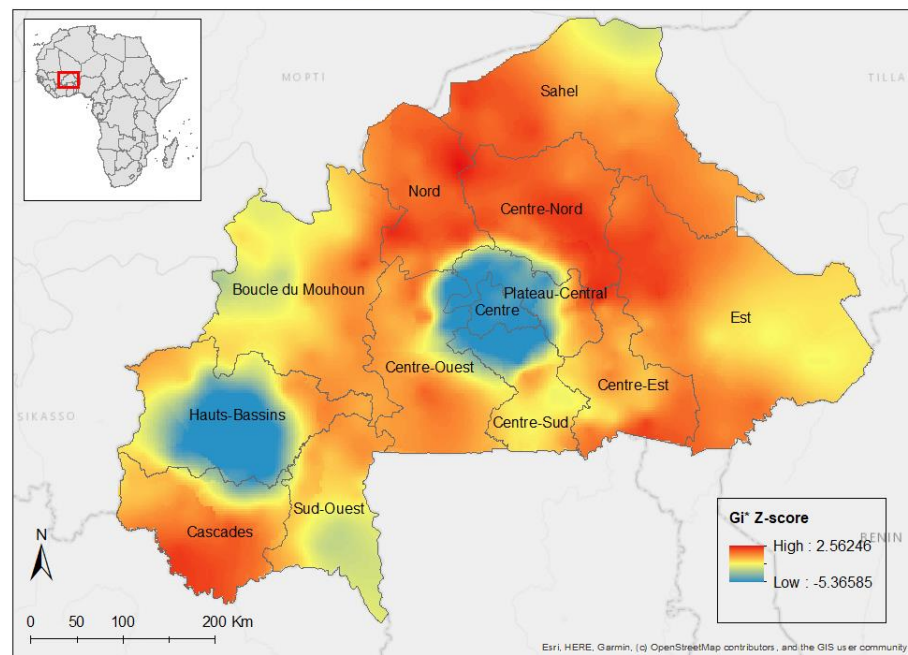 MOPTI
TILLA
Sahel
Nord
Centre-Nord
Boucle du Mouhoun
Plateau-Central
Centre
Est
Centre-Ouest
Centre-Est
SIKASSO
Hauts-Bassins
Centre-Sud
Sud-Ouest
Cascades
Gi* Z-score
High : 2.56246
Low : -5.36585
BENIN
N
0 50 100 200 Km
Esri, HERE, Garmin, (c) OpenStreetMap contributors, and the GIS user community